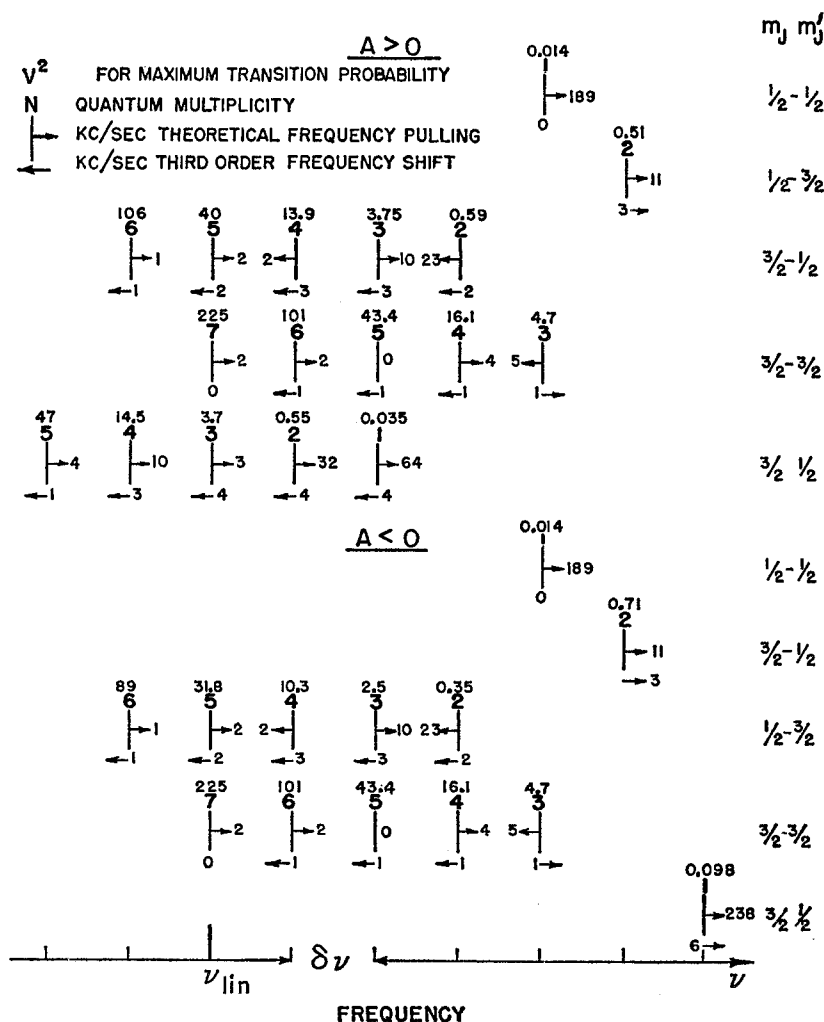 A > 0
mJ m'J
V² FOR MAXIMUM TRANSITION PROBABILITY
N QUANTUM MULTIPLICITY
KC/SEC THEORETICAL FREQUENCY PULLING
KC/SEC THIRD ORDER FREQUENCY SHIFT
0.014
1
189 1/2 -1/2
0
0.51
2
11 1/2 -3/2
3
106 40 13.9 3.75 0.59
6 5 4 3 2
1 2 2 10 23 3/2 -1/2
1 2 3 3 2
225 101 43.4 16.1 4.7
7 6 5 4 3
2 2 0 4 5 3/2 -3/2
0 1 1 1 1
47 14.5 3.7 0.55 0.035
5 4 3 2 1
4 10 3 32 64 3/2 1/2
1 3 4 4 4
A < 0
0.014
1
189 1/2 -1/2
0
0.71
2
11 3/2 -1/2
3
89 31.8 10.3 2.5 0.35
6 5 4 3 2
1 2 2 10 23 1/2 -3/2
1 2 3 3 2
225 101 43.4 16.1 4.7
7 6 5 4 3
2 2 0 4 5 3/2 -3/2
0 1 1 1 1
0.098
1
238 3/2 1/2
6
νlin δν ν
FREQUENCY